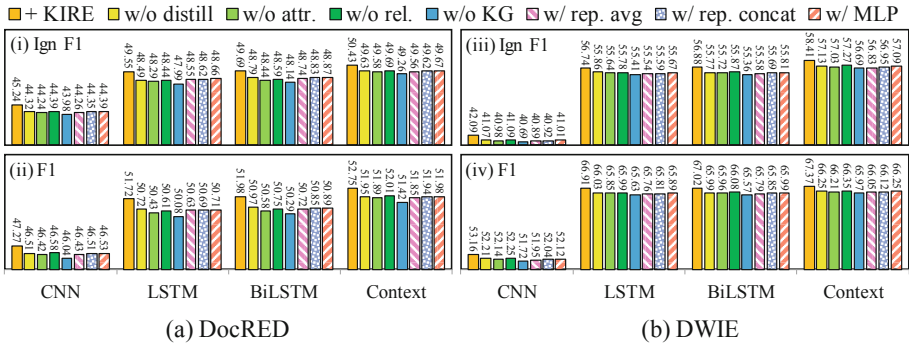 + KIRE w/o distill w/o attr. w/o rel. w/o KG w/ rep. avg w/ rep. concat w/ MLP
(i) Ign F1
45.24 44.32 44.24 44.39 43.98 44.26 44.35 44.39
49.55 48.49 48.29 48.44 47.99 48.55 48.62 48.66
49.69 48.79 48.44 48.59 48.14 48.74 48.83 48.87
50.43 49.63 49.58 49.69 49.26 49.56 49.62 49.67
(iii) Ign F1
42.09 41.07 40.98 41.09 40.69 40.89 40.92 41.01
56.74 55.86 55.64 55.78 55.41 55.54 55.59 55.67
56.88 55.77 55.72 55.87 55.36 55.58 55.69 55.81
58.41 57.13 57.03 57.27 56.69 56.83 56.95 57.09
(ii) F1
47.27 46.51 46.42 46.58 46.04 46.43 46.51 46.53
51.72 50.72 50.43 50.61 50.08 50.63 50.69 50.71
51.98 50.97 50.58 50.75 50.29 50.72 50.85 50.89
52.75 51.95 51.89 52.01 51.42 51.85 51.94 51.98
(iv) F1
53.16 52.21 52.14 52.25 51.72 51.95 52.04 52.12
66.91 66.03 65.85 65.99 65.63 65.76 65.81 65.89
67.02 65.99 65.96 66.08 65.57 65.79 65.85 65.99
67.37 66.25 66.21 66.35 65.97 66.05 66.12 66.25
CNN LSTM BiLSTM Context
CNN LSTM BiLSTM Context
(a) DocRED
(b) DWIE